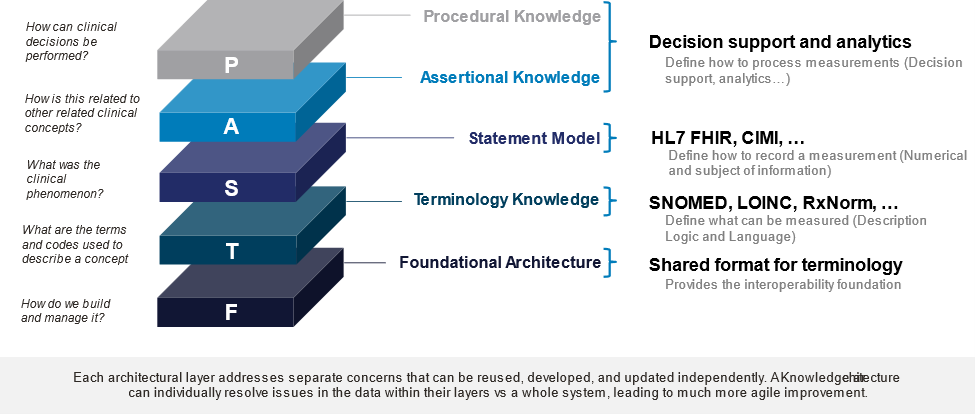 How can clinical
decisions be
performed?
P
Procedural Knowledge
Assertional Knowledge
Decision support and analytics
Define how to process measurements (Decision
support, analytics…)
How is this related to
other related clinical
concepts?
A
What was the
clinical
phenomenon?
S
Statement Model
HL7 FHIR, CIMI, …
Define how to record a measurement (Numerical
and subject of information)
What are the terms
and codes used to
describe a concept
T
Terminology Knowledge
SNOMED, LOINC, RxNorm, …
Define what can be measured (Description
Logic and Language)
How do we build
and manage it?
F
Foundational Architecture
Shared format for terminology
Provides the interoperability foundation
Each architectural layer addresses separate concerns that can be reused, developed, and updated independently. A Knowledge
can individually resolve issues in the data within their layers vs a whole system, leading to much more agile improvement.